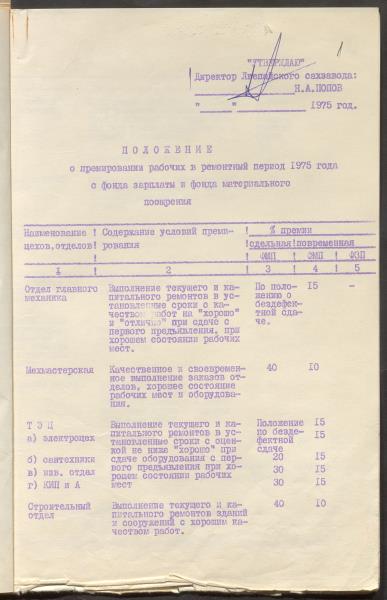 1
"УТВЕРЖДАЮ"
Директор Лиепайского сахзавода:
Н.А.ПОПОВ
" " 1975 год.
ПОЛОЖЕНИЕ
о премировании рабочих в ремонтный период 1975 года
с фонда зарплаты и фонда материального
поощрения
Наименование ! Содержание условий преми- ! % премии
цехов,отделов! рования ! сдельная!повременная
! ! ФМП ! ФМП ! ФЗП
1 ! 2 ! 3 ! 4 ! 5
Отдел главного Выполнение текущего и ка- По поло- 15 -
механика питального ремонтов в ус- жению о
тановленные сроки с ка- бездефек-
чеством работ на "хорошо" тной сда-
и "отлично" при сдаче с че.
первого предъявления, при
хорошем состоянии рабочих
мест.
Мехмастерская Качественное и своевремен- 40 10
ное выполнение заказов от-
делов, хорошее состояние
рабочих мест и оборудова-
ния.
Т Э Ц Выполнение текущего и ка- Положение 15
а) электроцех питального ремонтов в ус- по безде- 15
тановленные сроки с оцен- фектной
кой не ниже "хорошо" при сдаче
б) сантехники сдаче оборудования с пер- 20 15
в) изв. отдел вого предъявления при хо- 30 15
рошем состоянии рабочих
г) КИП и А мест 30 15
Строительный Выполнение текущего и ка- 40 10
отдел питального ремонтов зданий
и сооружений с хорошим ка-
чеством работ.